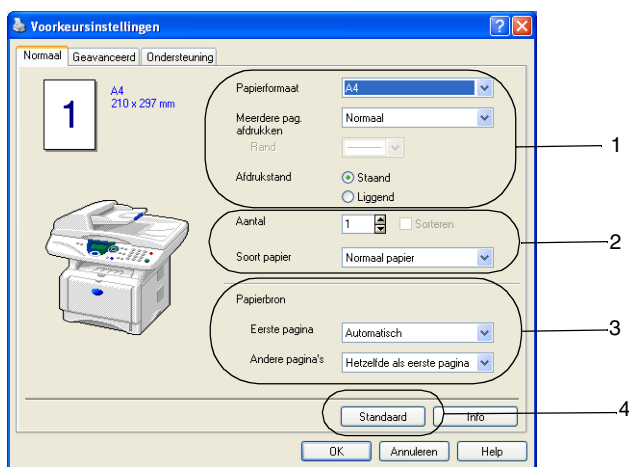 Voorkeursinstellingen
Normaal Geavanceerd Ondersteuning
1
A4
210 x 297 mm
Papierformaat A4
Meerdere pag. afdrukken Normaal
Rand
1
Afdrukstand Staand
Liggend
Aantal 1 Sorteren
2
Soort papier Normaal papier
Papierbron
Eerste pagina Automatisch
3
Andere pagina's Hetzelfde als eerste pagina
4
Standaard Info
OK Annuleren Help